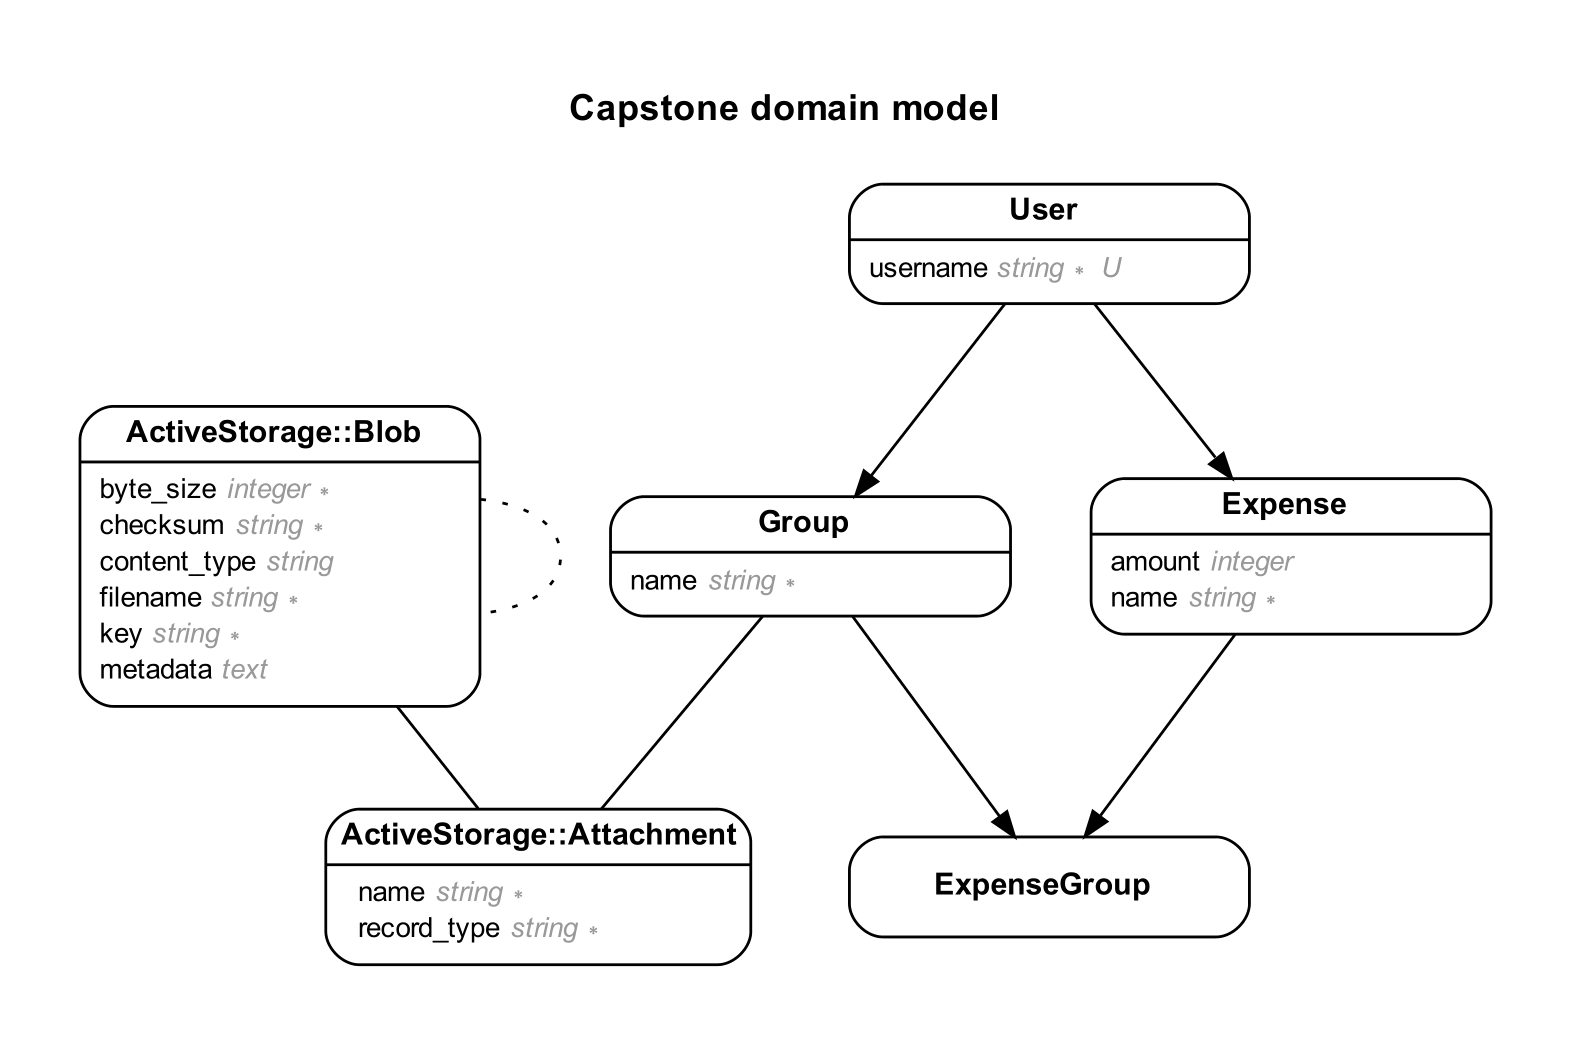 Capstone domain model
User
username string * U
ActiveStorage::Blob
byte_size integer *
checksum string *
content_type string
filename string *
key string *
metadata text
Group
name string *
Expense
amount integer
name string *
ActiveStorage::Attachment
name string *
record_type string *
ExpenseGroup